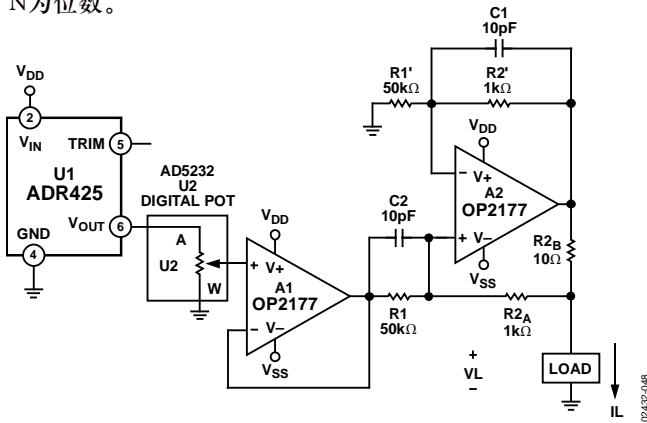 N为位数。
C1
10pF
R1'
50kΩ
R2'
1kΩ
VDD
2
VIN
TRIM
5
U1
ADR425
VOUT
6
GND
4
AD5232
U2
DIGITAL POT
A
U2
W
VDD
+
V+
A1
OP2177
−
V−
VSS
C2
10pF
R1
50kΩ
VDD
−
V+
A2
OP2177
+
V−
VSS
R2B
10Ω
R2A
1kΩ
+
VL
−
LOAD
IL
02432-048